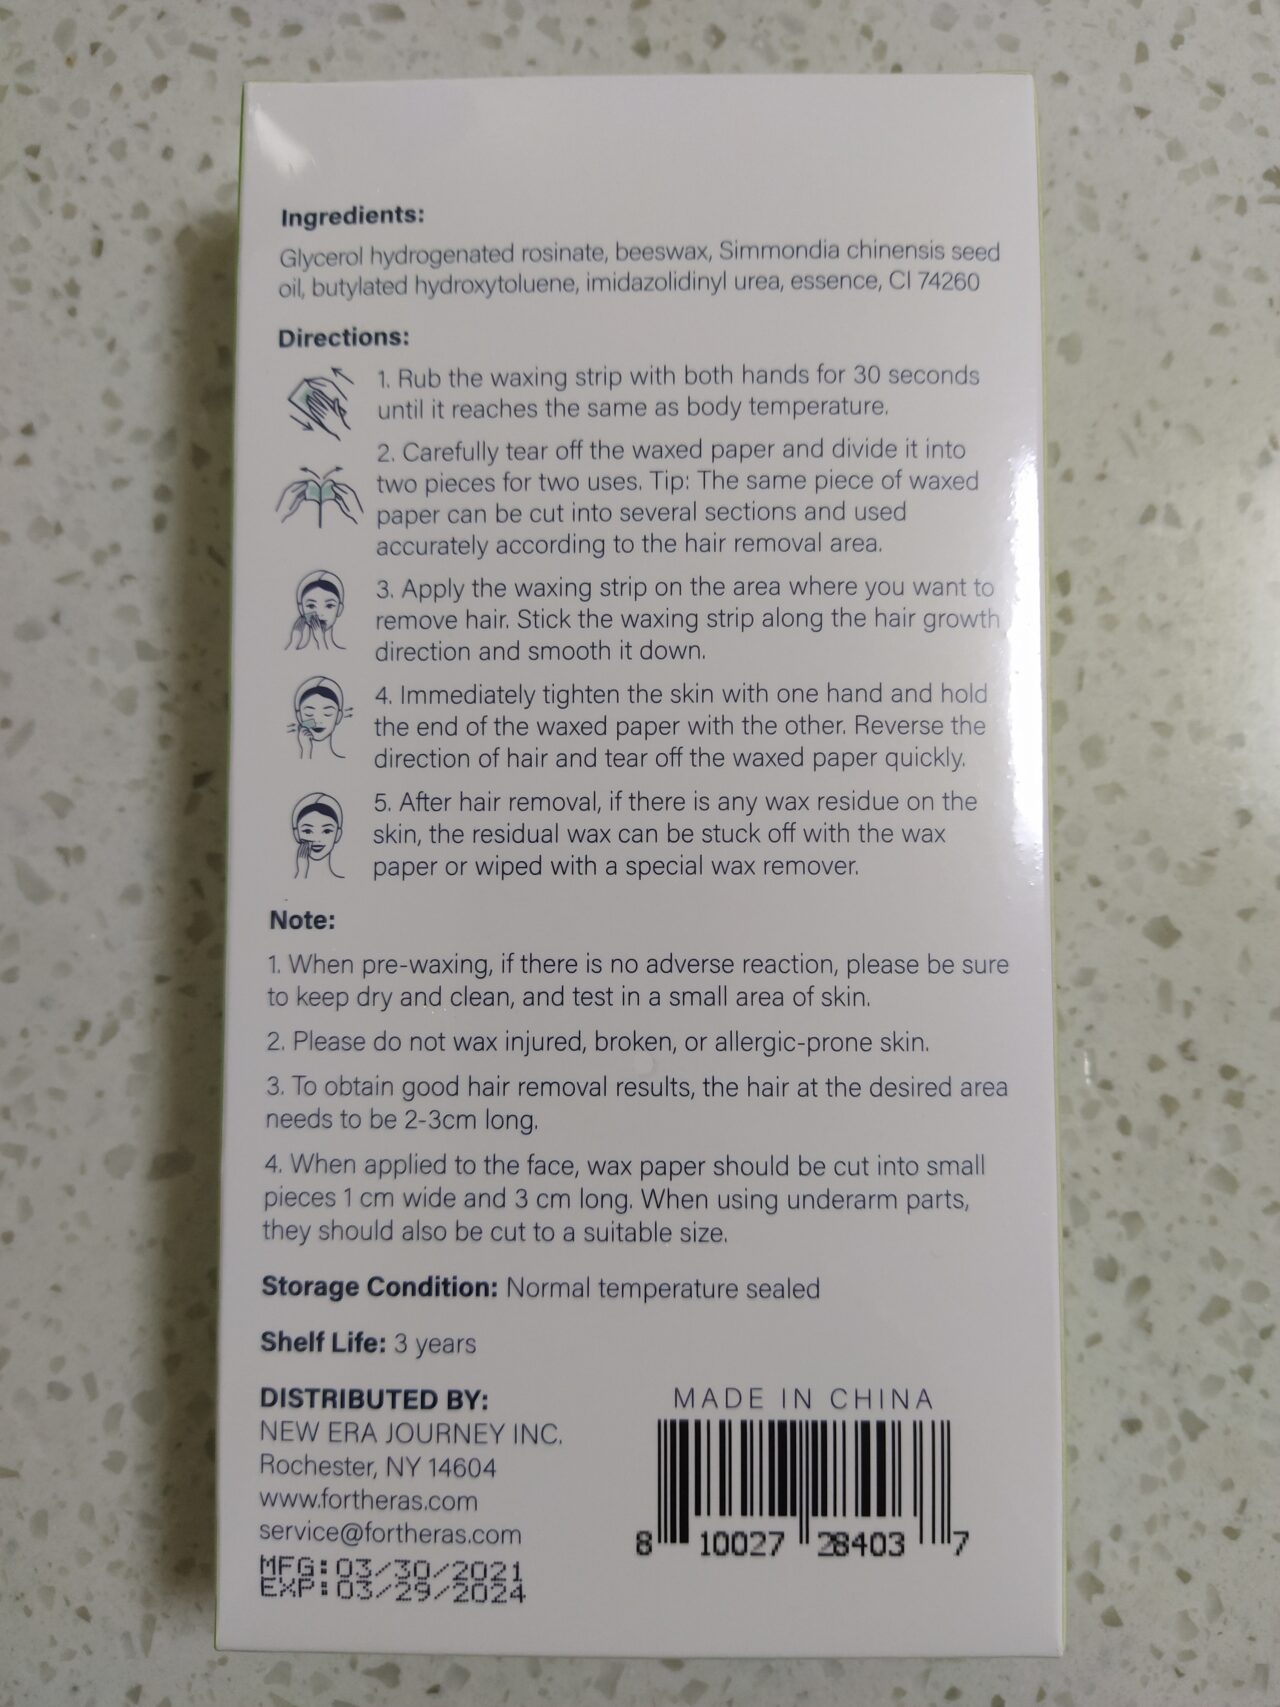 Ingredients:
Glycerol hydrogenated rosinate, beeswax, Simmondia chinensis seed
oil, butylated hydroxytoluene, imidazolidinyl urea, essence, CI 74260
Directions:
1. Rub the waxing strip with both hands for 30 seconds
until it reaches the same as body temperature.
2. Carefully tear off the waxed paper and divide it into
two pieces for two uses. Tip: The same piece of waxed
paper can be cut into several sections and used
accurately according to the hair removal area.
3. Apply the waxing strip on the area where you want to
remove hair. Stick the waxing strip along the hair growth
direction and smooth it down.
4. Immediately tighten the skin with one hand and hold
the end of the waxed paper with the other. Reverse the
direction of hair and tear off the waxed paper quickly.
5. After hair removal, if there is any wax residue on the
skin, the residual wax can be stuck off with the wax
paper or wiped with a special wax remover.
Note:
1. When pre-waxing, if there is no adverse reaction, please be sure
to keep dry and clean, and test in a small area of skin.
2. Please do not wax injured, broken, or allergic-prone skin.
3. To obtain good hair removal results, the hair at the desired area
needs to be 2-3cm long.
4. When applied to the face, wax paper should be cut into small
pieces 1 cm wide and 3 cm long. When using underarm parts,
they should also be cut to a suitable size.
Storage Condition: Normal temperature sealed
Shelf Life: 3 years
DISTRIBUTED BY:
NEW ERA JOURNEY INC.
Rochester, NY 14604
www.fortheras.com
service@fortheras.com
MFG:03/30/2021
EXP:03/29/2024
MADE IN CHINA
8 10027 28403 7